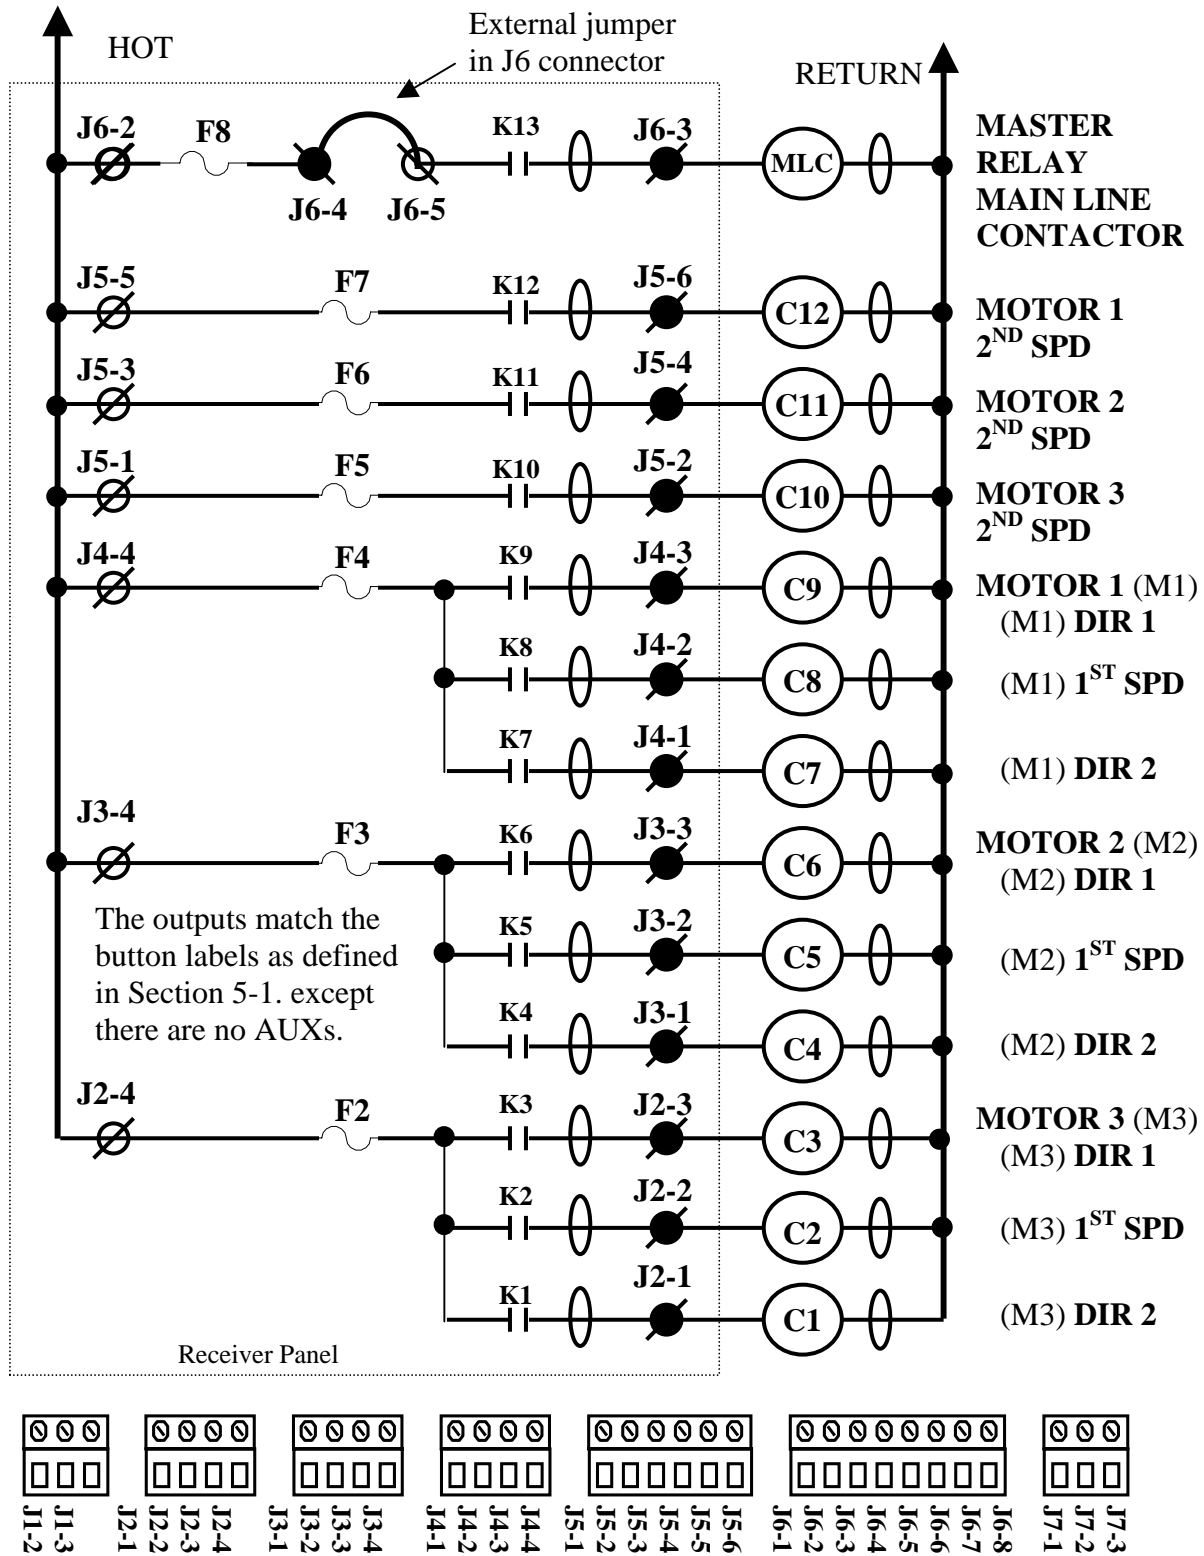 External jumper
in J6 connector
HOT
RETURN
J6-2
F8
J6-4
J6-5
K13
J6-3
MLC
MASTER
RELAY
MAIN LINE
CONTACTOR
J5-5
F7
K12
J5-6
C12
MOTOR 1
2ND SPD
J5-3
F6
K11
J5-4
C11
MOTOR 2
2ND SPD
J5-1
F5
K10
J5-2
C10
MOTOR 3
2ND SPD
J4-4
F4
K9
J4-3
C9
MOTOR 1 (M1)
(M1) DIR 1
K8
J4-2
C8
(M1) 1ST SPD
K7
J4-1
C7
(M1) DIR 2
J3-4
F3
K6
J3-3
C6
MOTOR 2 (M2)
(M2) DIR 1
The outputs match the
button labels as defined
in Section 5-1. except
there are no AUXs.
K5
J3-2
C5
(M2) 1ST SPD
K4
J3-1
C4
(M2) DIR 2
J2-4
F2
K3
J2-3
C3
MOTOR 3 (M3)
(M3) DIR 1
K2
J2-2
C2
(M3) 1ST SPD
K1
J2-1
C1
(M3) DIR 2
Receiver Panel
J1-2
J1-3
J2-1
J2-2
J2-3
J2-4
J3-1
J3-2
J3-3
J3-4
J4-1
J4-2
J4-3
J4-4
J5-1
J5-2
J5-3
J5-4
J5-5
J5-6
J6-1
J6-2
J6-3
J6-4
J6-5
J6-6
J6-7
J6-8
J7-1
J7-2
J7-3